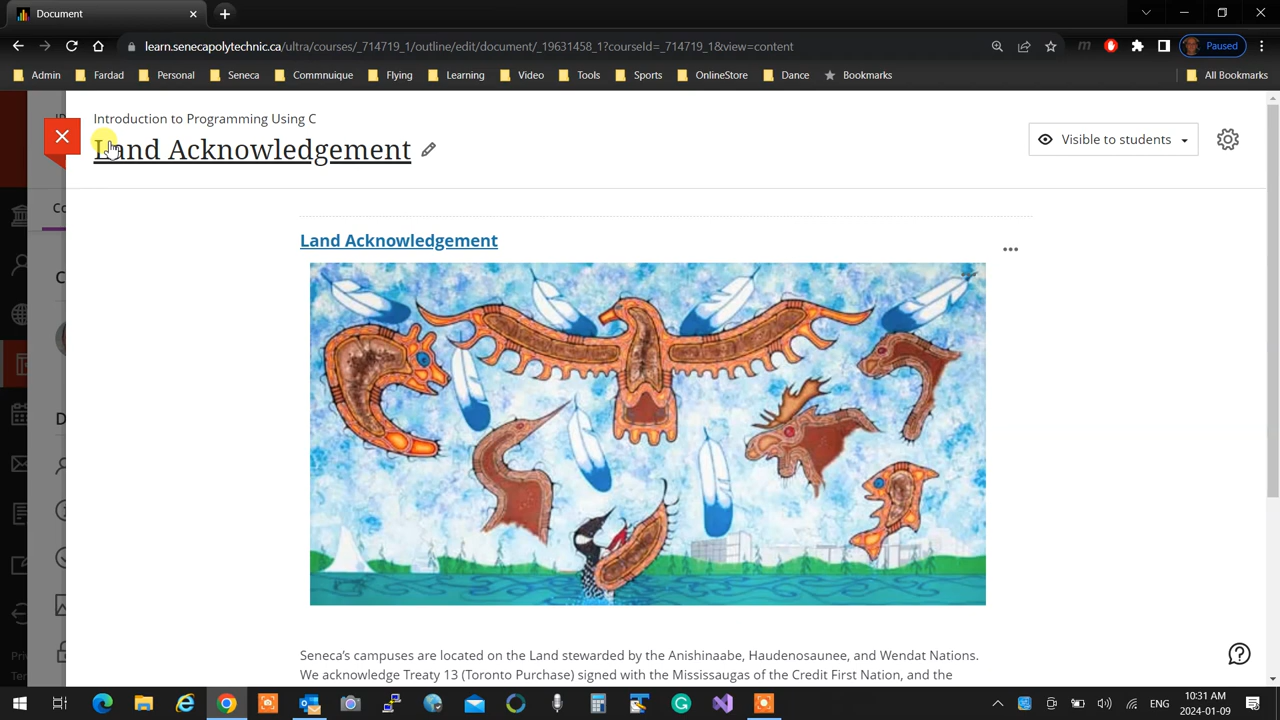 Document
learn.senecapolytechnic.ca/ultra/courses/_714719_1/outline/edit/document/_19631458_1?courseId=_714719_1&view=content
Paused
Admin Fardad Personal Seneca Commnuique Flying Learning Video Tools Sports OnlineStore Dance Bookmarks All Bookmarks
Introduction to Programming Using C
Land Acknowledgement
Visible to students
Land Acknowledgement
Seneca's campuses are located on the Land stewarded by the Anishinaabe, Haudenosaunee, and Wendat Nations.
We acknowledge Treaty 13 (Toronto Purchase) signed with the Mississaugas of the Credit First Nation, and the
ENG
10:31 AM
2024-01-09